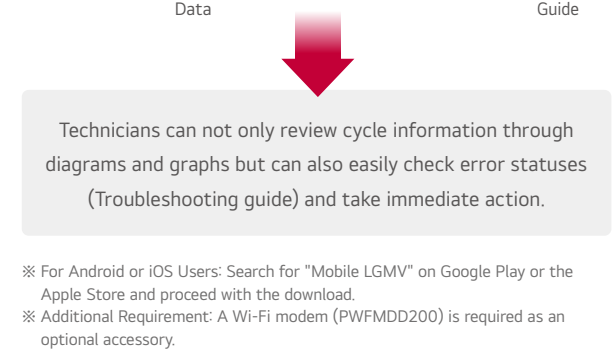 Data Guide
Technicians can not only review cycle information through
diagrams and graphs but can also easily check error statuses
(Troubleshooting guide) and take immediate action.
※ For Android or iOS Users: Search for "Mobile LGMV" on Google Play or the
Apple Store and proceed with the download.
※ Additional Requirement: A Wi-Fi modem (PWFMDD200) is required as an
optional accessory.